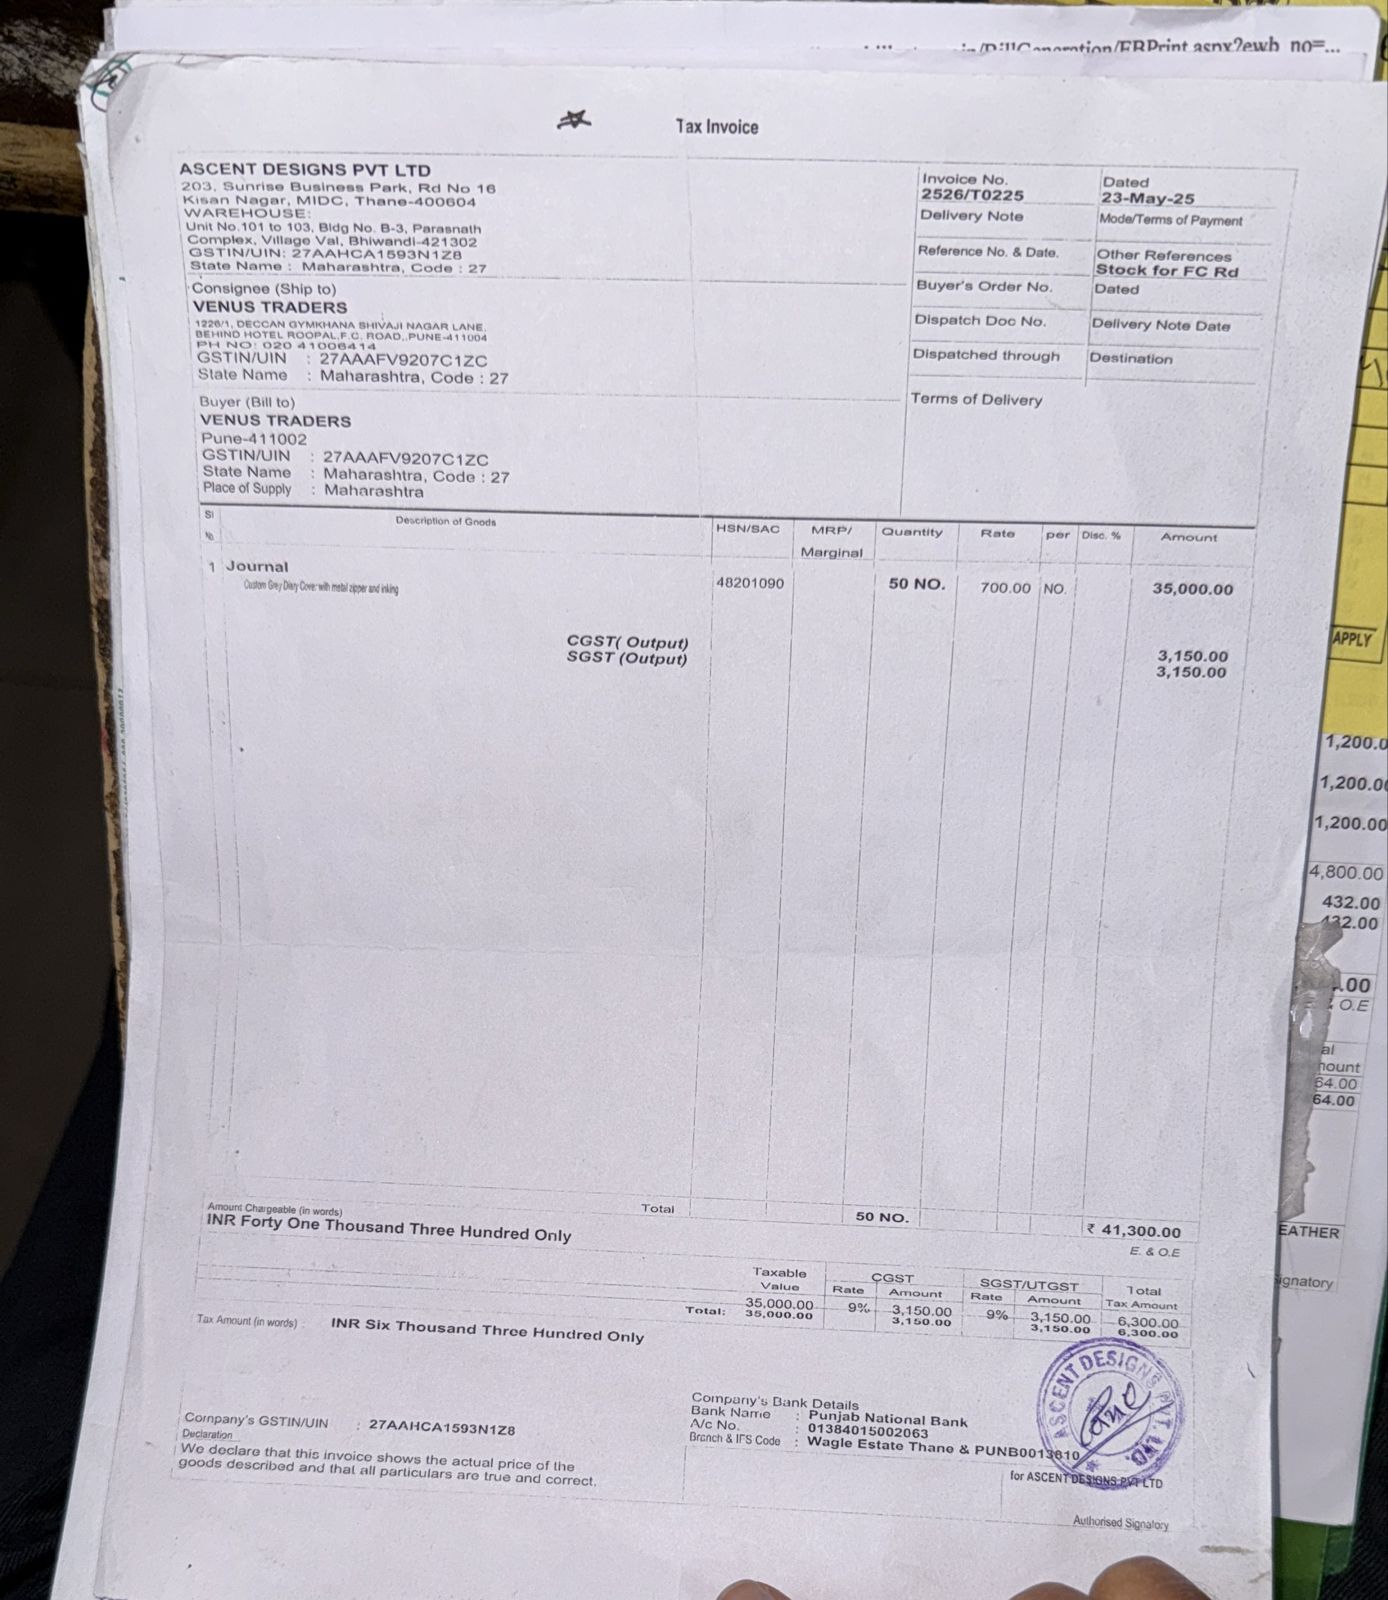 Tax Invoice
ASCENT DESIGNS PVT LTD
203, Sunrise Business Park, Rd No 16
Kisan Nagar, MIDC, Thane-400604
WAREHOUSE:
Unit No.101 to 103, Bldg No. B-3, Parasnath
Complex, Village Val, Bhiwandi-421302
GSTIN/UIN: 27AAHCA1593N1Z8
State Name : Maharashtra, Code : 27
Invoice No.
2526/T0225
Dated
23-May-25
Delivery Note
Mode/Terms of Payment
Reference No. & Date.
Other References
Stock for FC Rd
Buyer's Order No.
Dated
Dispatch Doc No.
Delivery Note Date
Dispatched through
Destination
Terms of Delivery
Consignee (Ship to)
VENUS TRADERS
1226/1, DECCAN GYMKHANA SHIVAJI NAGAR LANE,
BEHIND HOTEL ROOPAL,F.C. ROAD,,PUNE-411004
PH NO: 020 41006414
GSTIN/UIN : 27AAAFV9207C1ZC
State Name : Maharashtra, Code : 27
Buyer (Bill to)
VENUS TRADERS
Pune-411002
GSTIN/UIN : 27AAAFV9207C1ZC
State Name : Maharashtra, Code : 27
Place of Supply : Maharashtra
Sl No. Description of Goods HSN/SAC MRP/ Marginal Quantity Rate per Disc. % Amount
1 Journal 48201090 50 NO. 700.00 NO. 35,000.00
Custom Grey Diary Cover with metal zipper and inking
CGST( Output) 3,150.00
SGST (Output) 3,150.00
Total 50 NO. ₹ 41,300.00
Amount Chargeable (in words)
INR Forty One Thousand Three Hundred Only
E. & O.E
Taxable Value CGST SGST/UTGST Total
Rate Amount Rate Amount Tax Amount
35,000.00 9% 3,150.00 9% 3,150.00 6,300.00
Total: 35,000.00 3,150.00 3,150.00 6,300.00
Tax Amount (in words) : INR Six Thousand Three Hundred Only
Company's GSTIN/UIN : 27AAHCA1593N1Z8
Declaration
We declare that this invoice shows the actual price of the
goods described and that all particulars are true and correct.
Company's Bank Details
Bank Name : Punjab National Bank
A/c No. : 01384015002063
Branch & IFS Code : Wagle Estate Thane & PUNB0013810
for ASCENT DESIGNS PVT LTD
ASCENT DESIGNS PVT. LTD.
Authorised Signatory
APPLY
1,200.0
1,200.00
1,200.00
4,800.00
432.00
432.00
.00
O.E
64.00
64.00
EATHER
ignatory